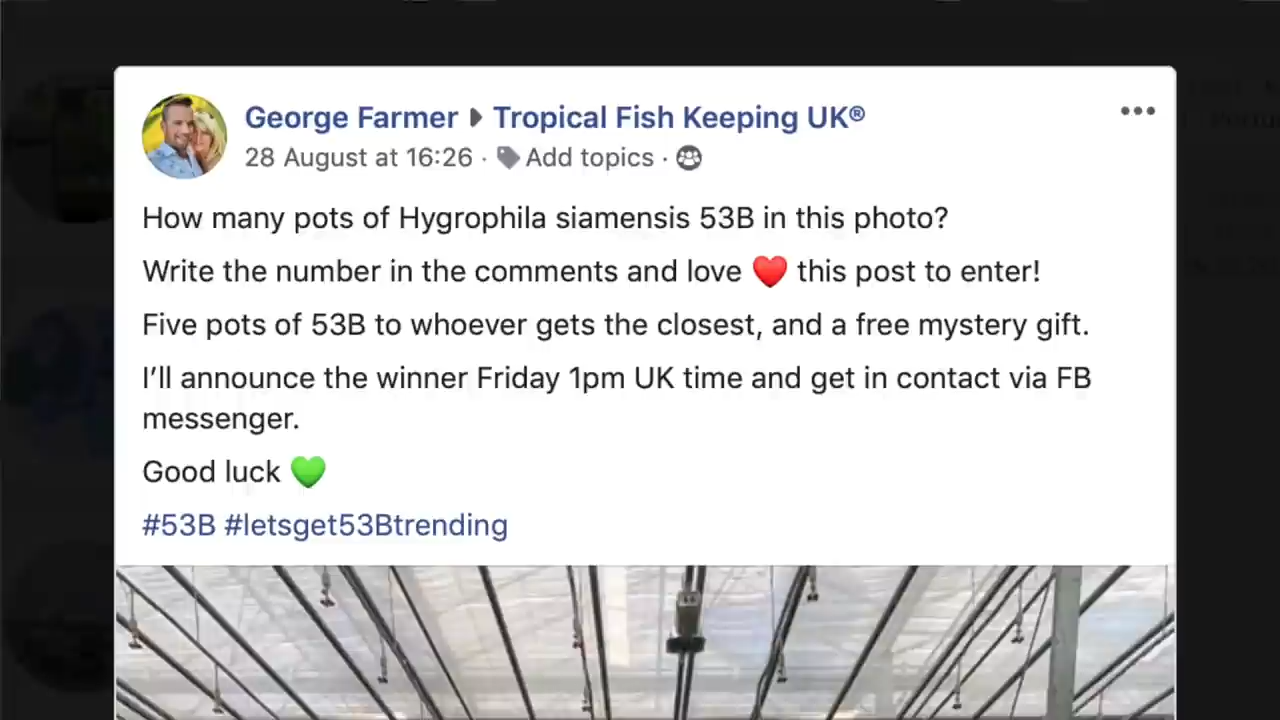 George Farmer ▶ Tropical Fish Keeping UK®
28 August at 16:26 · Add topics ·
How many pots of Hygrophila siamensis 53B in this photo?
Write the number in the comments and love ❤️ this post to enter!
Five pots of 53B to whoever gets the closest, and a free mystery gift.
I’ll announce the winner Friday 1pm UK time and get in contact via FB
messenger.
Good luck 💚
#53B #letsget53Btrending